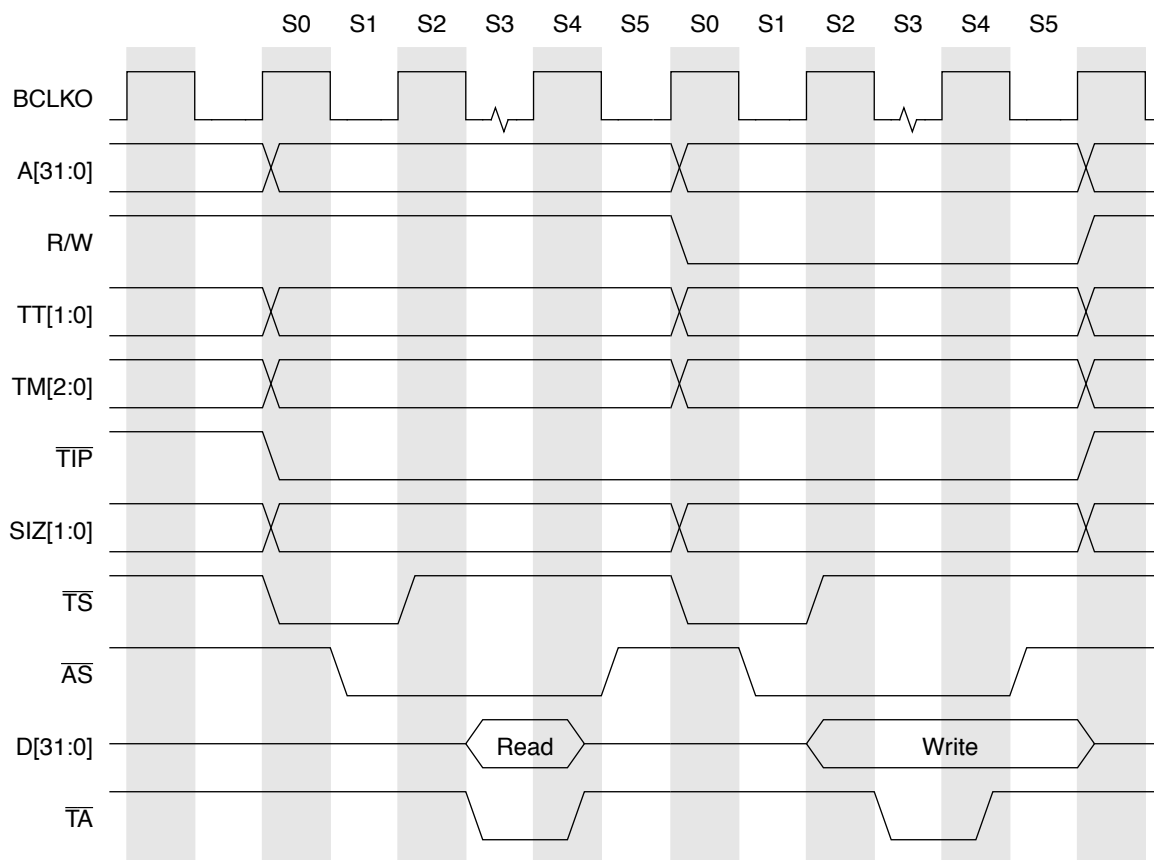 S0 S1 S2 S3 S4 S5 S0 S1 S2 S3 S4 S5
BCLKO
A[31:0]
R/W
TT[1:0]
TM[2:0]
TIP
SIZ[1:0]
TS
AS
D[31:0] Read Write
TA